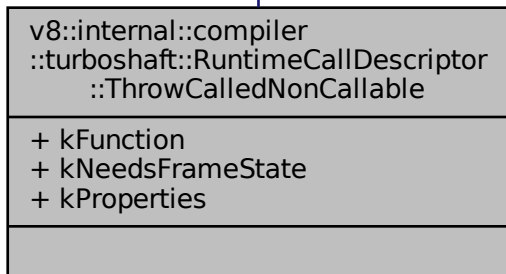 v8::internal::compiler
::turboshaft::RuntimeCallDescriptor
::ThrowCalledNonCallable
+ kFunction
+ kNeedsFrameState
+ kProperties